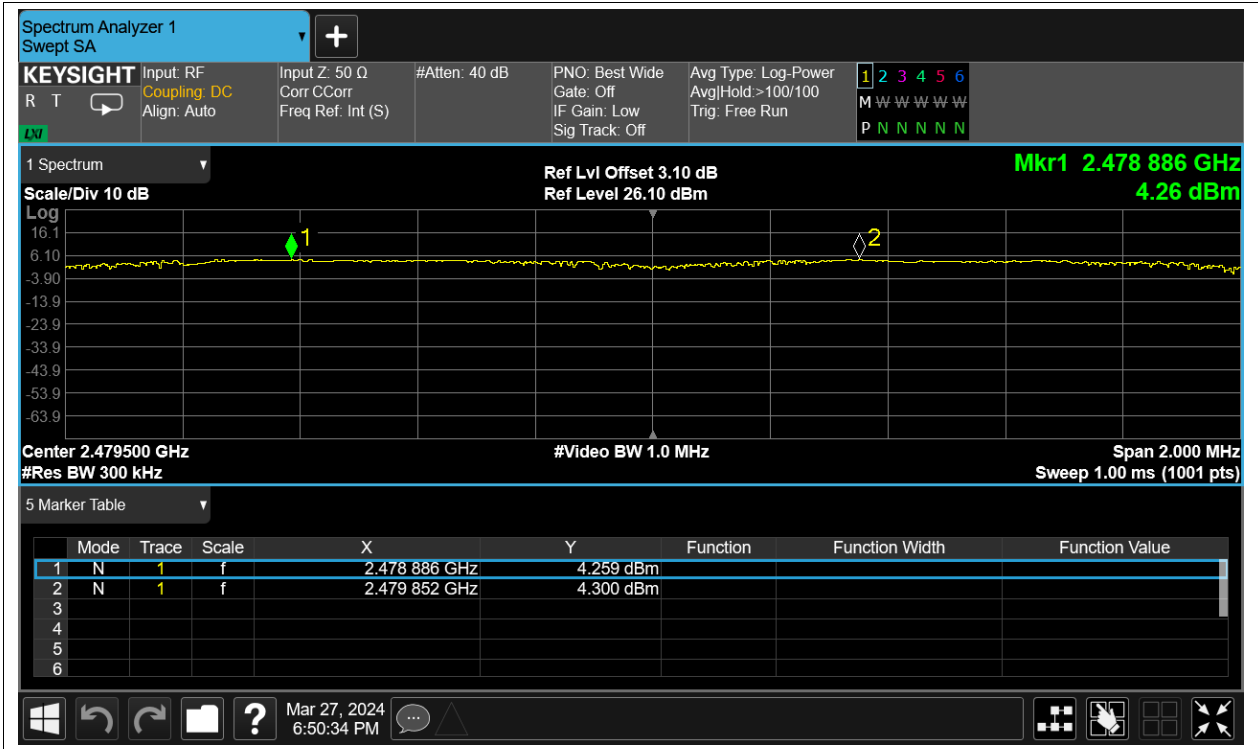 Spectrum Analyzer 1
Swept SA
KEYSIGHT Input: RF Input Z: 50 Ω #Atten: 40 dB PNO: Best Wide Avg Type: Log-Power 1 2 3 4 5 6
R T Coupling: DC Corr CCorr Gate: Off Avg|Hold:>100/100 M W W W W W W
Align: Auto Freq Ref: Int (S) IF Gain: Low Trig: Free Run
LXI Sig Track: Off P N N N N N N
1 Spectrum Ref Lvl Offset 3.10 dB Mkr1 2.478 886 GHz
Scale/Div 10 dB Ref Level 26.10 dBm 4.26 dBm
Log
16.1
6.10
-3.90
-13.9
-23.9
-33.9
-43.9
-53.9
-63.9
1
2
Center 2.479500 GHz #Video BW 1.0 MHz Span 2.000 MHz
#Res BW 300 kHz Sweep 1.00 ms (1001 pts)
5 Marker Table
Mode Trace Scale X Y Function Function Width Function Value
1 N 1 f 2.478 886 GHz 4.259 dBm
2 N 1 f 2.479 852 GHz 4.300 dBm
3
4
5
6
? Mar 27, 2024
6:50:34 PM